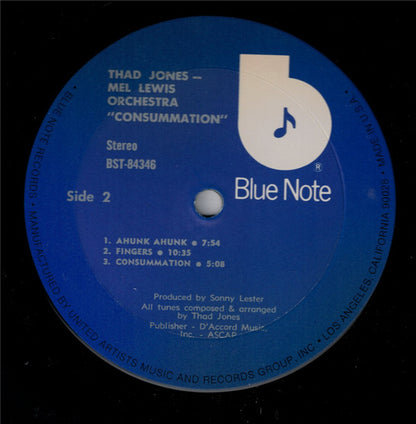 THAD JONES —
MEL LEWIS
ORCHESTRA
"CONSUMMATION"
Stereo
BST-84346
Side 2
b
®
Blue Note
1. AHUNK AHUNK • 7:54
2. FINGERS • 10:35
3. CONSUMMATION • 5:08
Produced by Sonny Lester
All tunes composed & arranged
by Thad Jones
Publisher - D'Accord Music,
Inc. - ASCAP
• BLUE NOTE RECORDS • MANUFACTURED BY UNITED ARTISTS MUSIC AND RECORDS GROUP, INC • LOS ANGELES, CALIFORNIA 90028 • MADE IN U.S.A. •